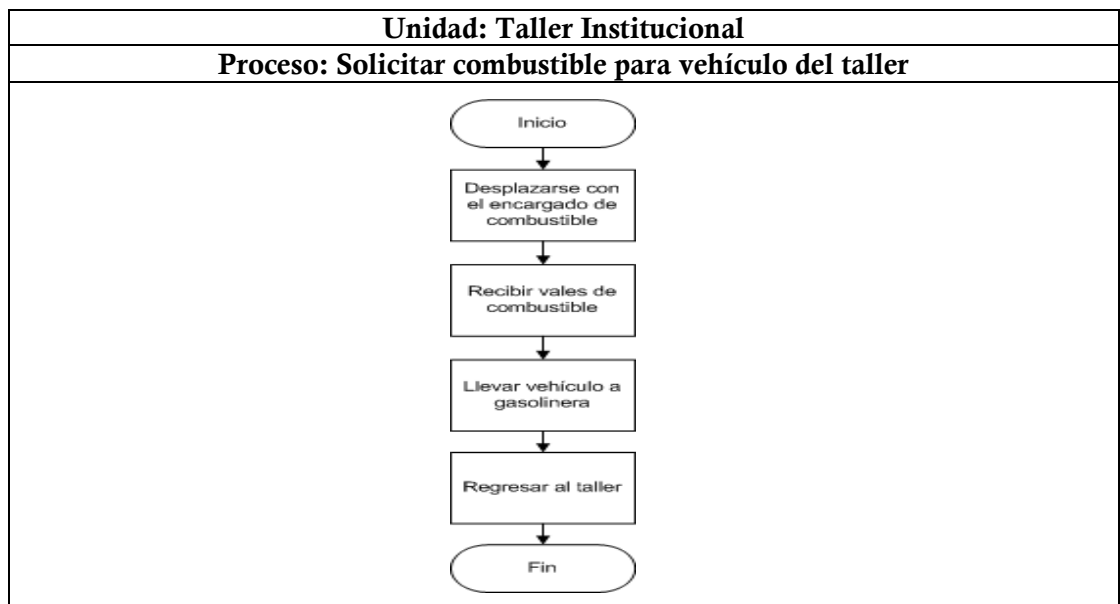 Unidad: Taller Institucional
Proceso: Solicitar combustible para vehículo del taller
Inicio
Desplazarse con
el encargado de
combustible
Recibir vales de
combustible
Llevar vehículo a
gasolinera
Regresar al taller
Fin